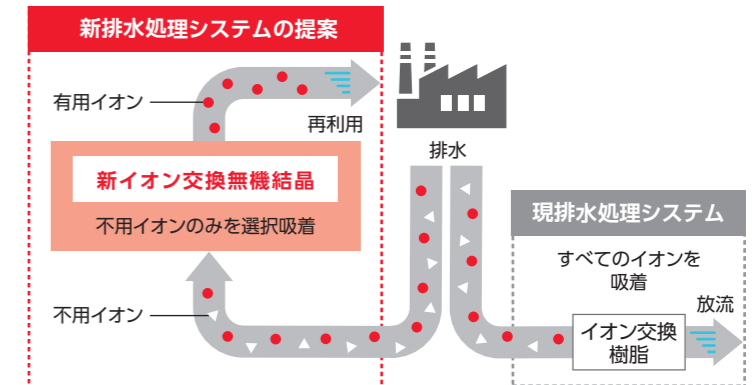 新排水処理システムの提案
有用イオン
再利用
新イオン交換無機結晶
不用イオンのみを選択吸着
不用イオン
排水
現排水処理システム
すべてのイオンを
吸着
放流
イオン交換
樹脂